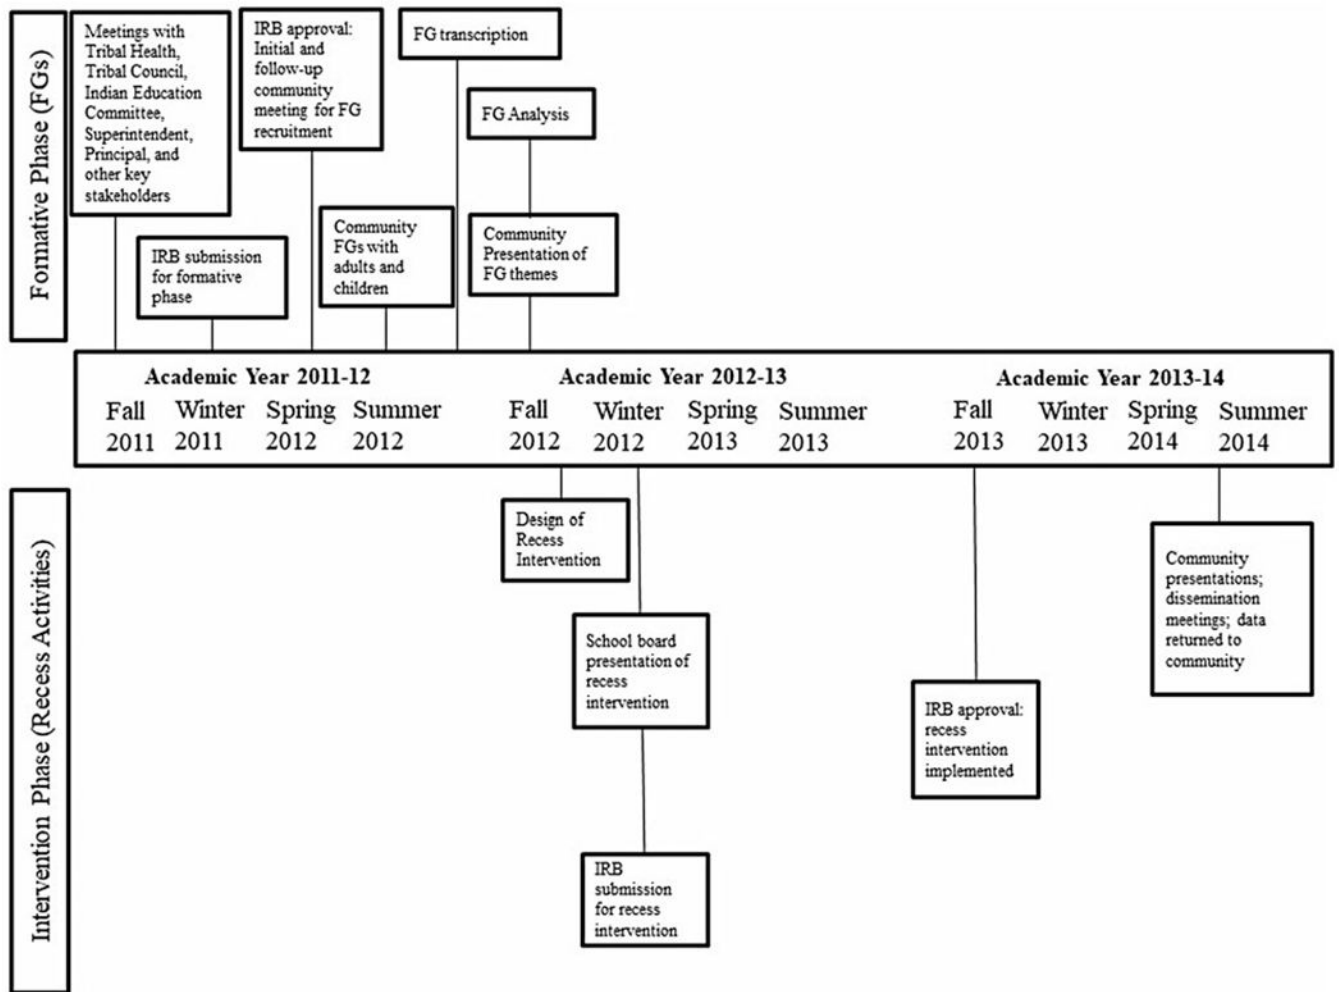 Formative Phase (FGs)
Meetings with
Tribal Health,
Tribal Council,
Indian Education
Committee,
Superintendent,
Principal, and
other key
stakeholders
IRB submission
for formative
phase
IRB approval:
Initial and
follow-up
community
meeting for FG
recruitment
Community
FGs with
adults and
children
FG transcription
FG Analysis
Community
Presentation of
FG themes
Academic Year 2011-12
Fall Winter Spring Summer
2011 2011 2012 2012
Academic Year 2012-13
Fall Winter Spring Summer
2012 2012 2013 2013
Academic Year 2013-14
Fall Winter Spring Summer
2013 2013 2014 2014
Intervention Phase (Recess Activities)
Design of
Recess
Intervention
School board
presentation of
recess
intervention
IRB
submission
for recess
intervention
IRB approval:
recess
intervention
implemented
Community
presentations;
dissemination
meetings; data
returned to
community